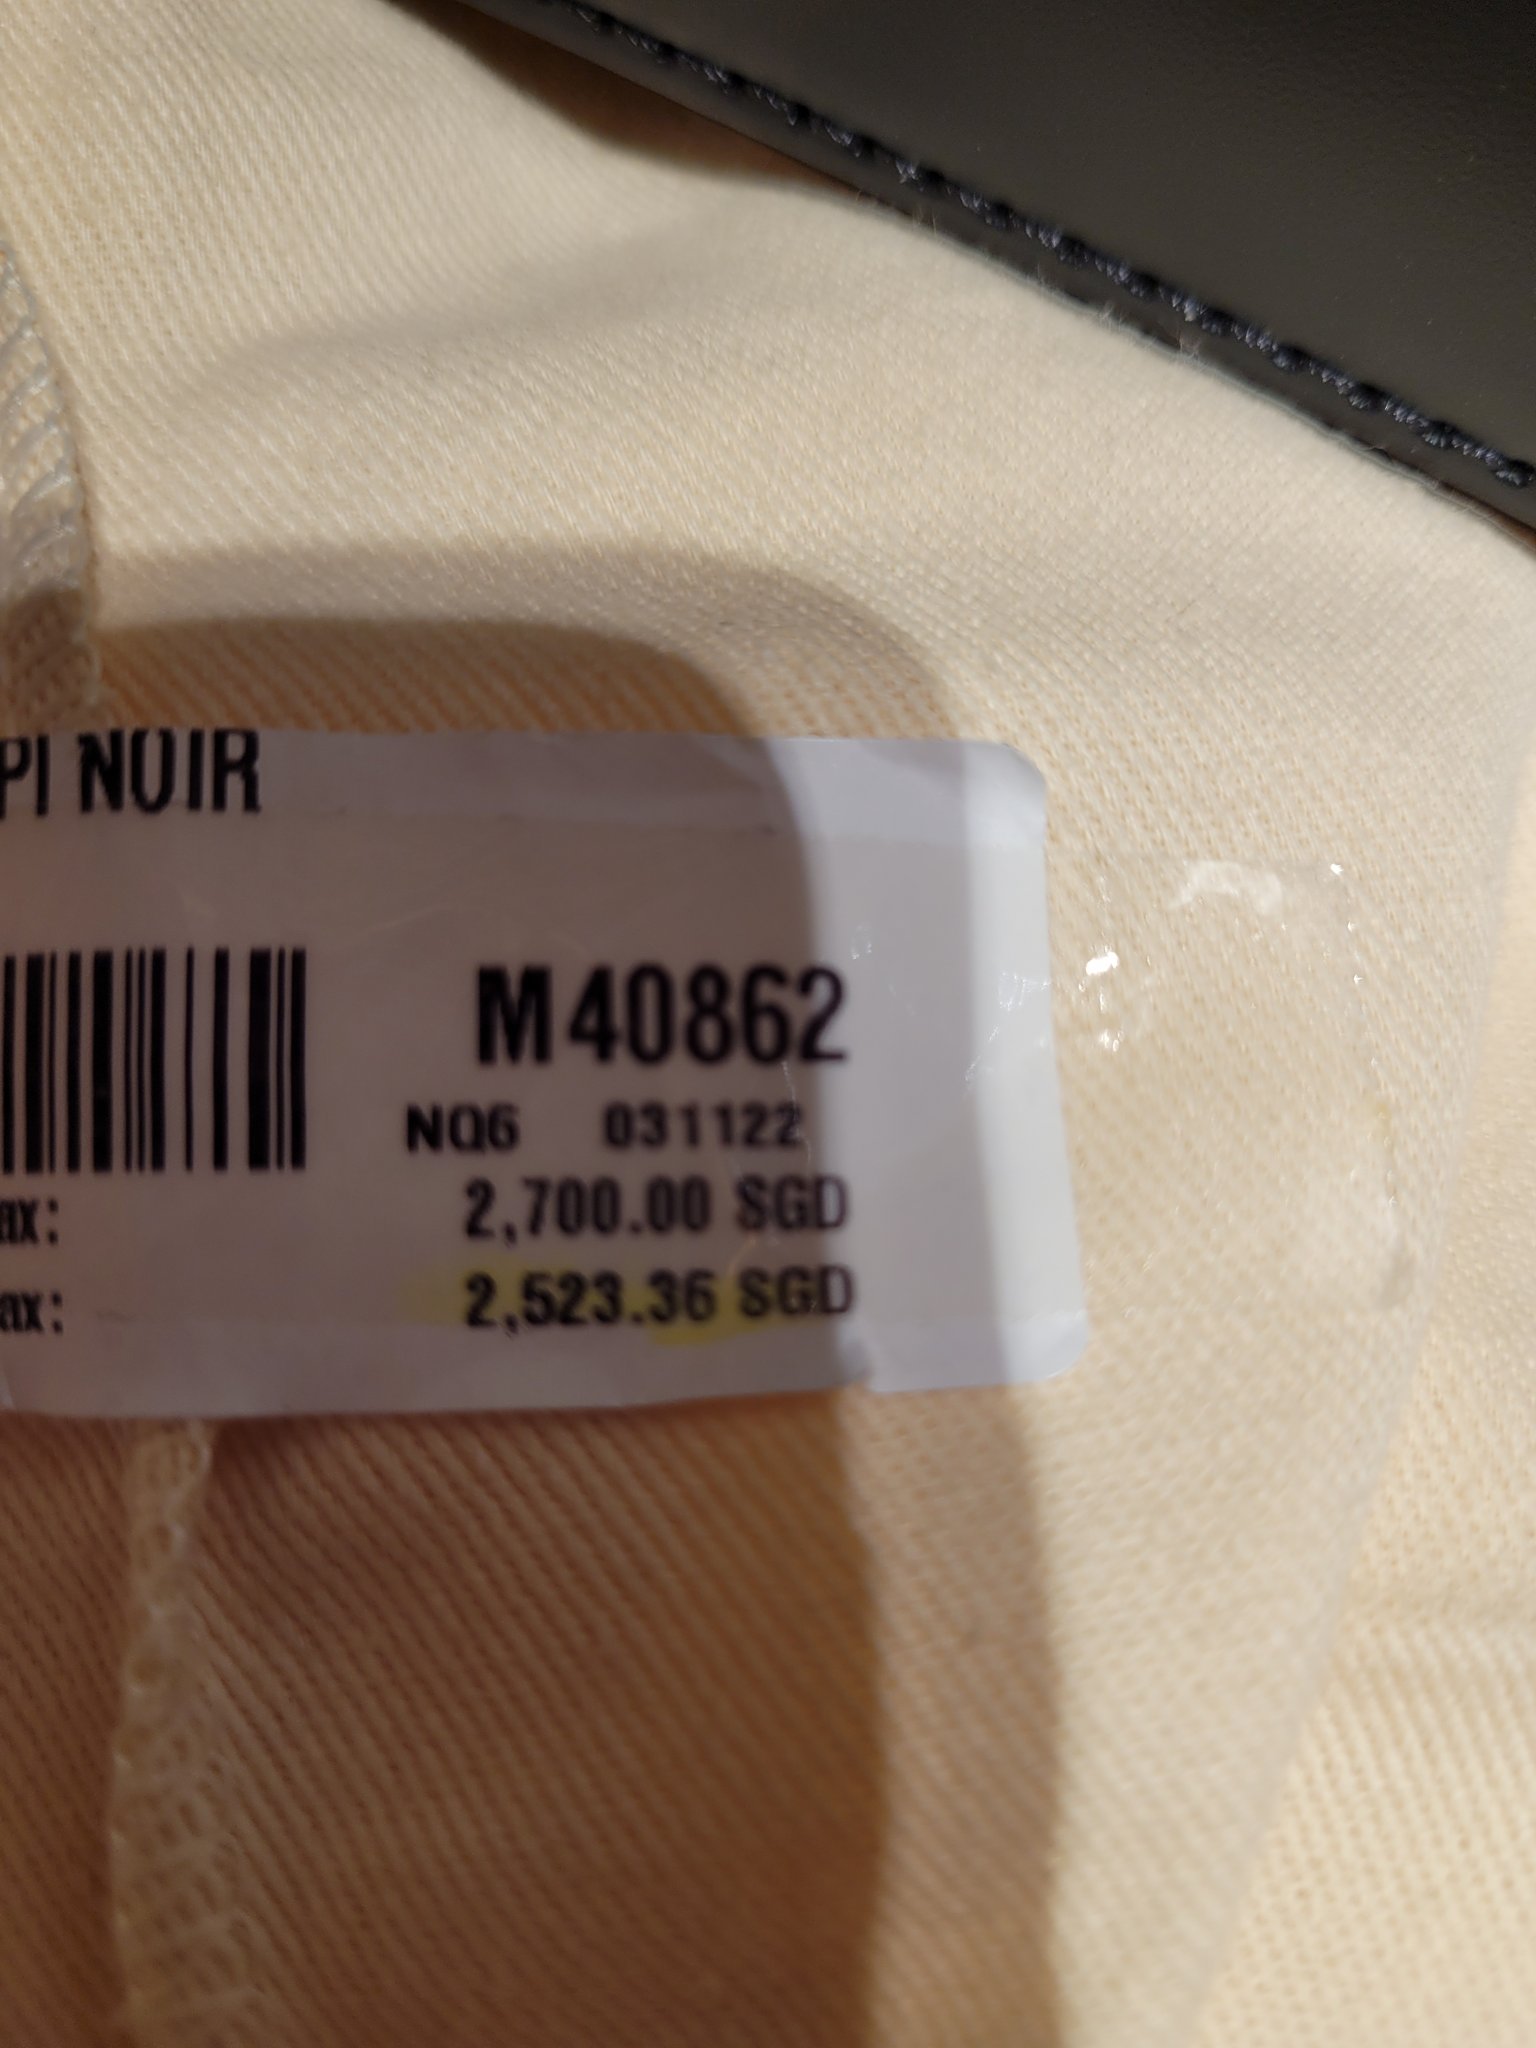 PI NOIR
M40862
NQ6 031122
ax: 2,700.00 SGD
ax: 2,523.36 SGD